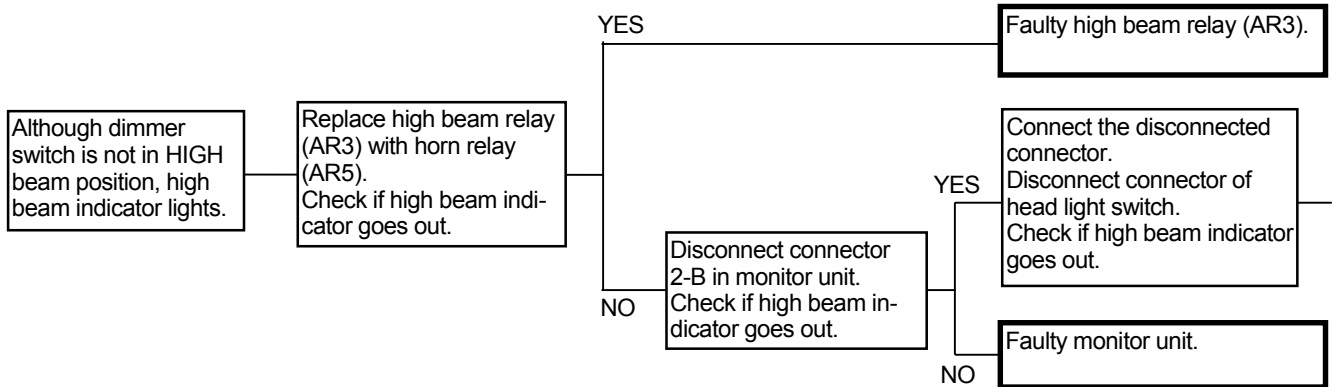 Although dimmer
switch is not in HIGH
beam position, high
beam indicator lights.
Replace high beam relay
(AR3) with horn relay
(AR5).
Check if high beam indi-
cator goes out.
YES
Faulty high beam relay (AR3).
NO
Disconnect connector
2-B in monitor unit.
Check if high beam in-
dicator goes out.
YES
Connect the disconnected
connector.
Disconnect connector of
head light switch.
Check if high beam indicator
goes out.
NO
Faulty monitor unit.